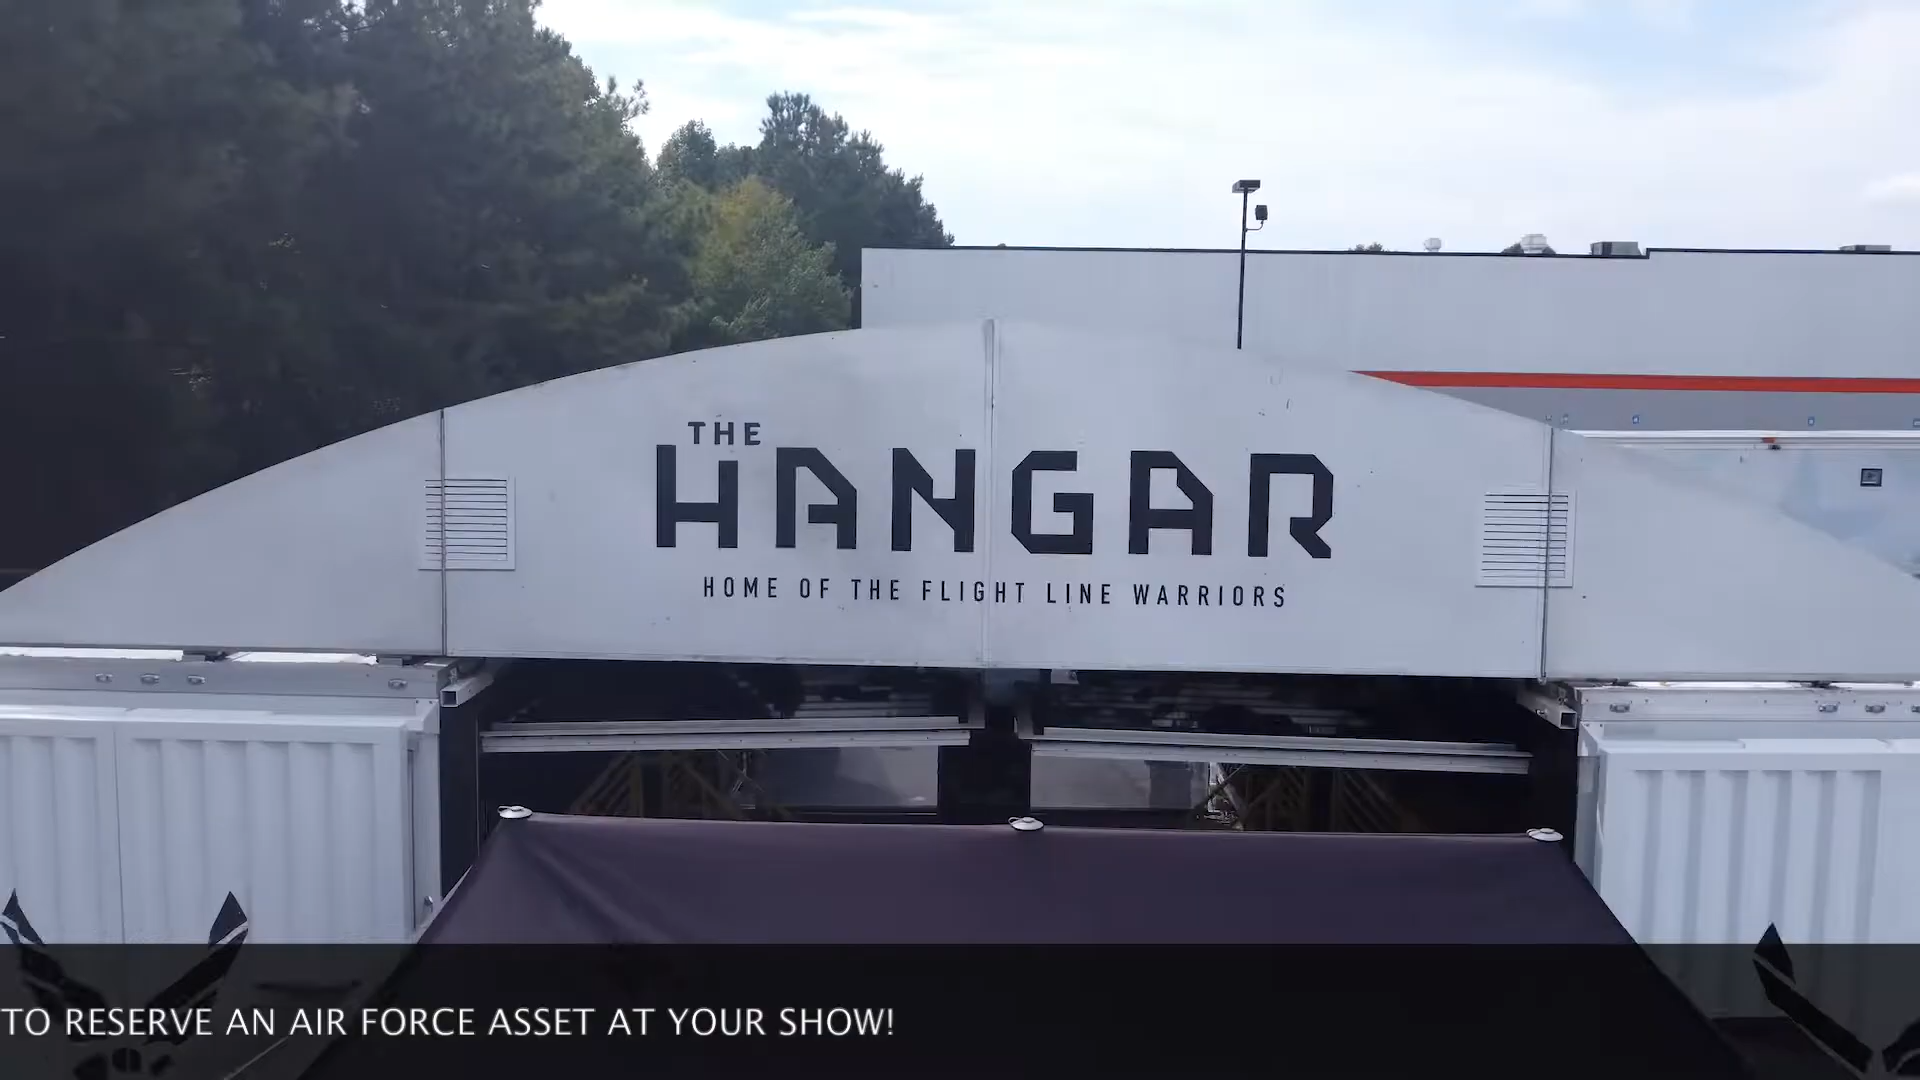 THE
HANGAR
HOME OF THE FLIGHT LINE WARRIORS
TO RESERVE AN AIR FORCE ASSET AT YOUR SHOW!